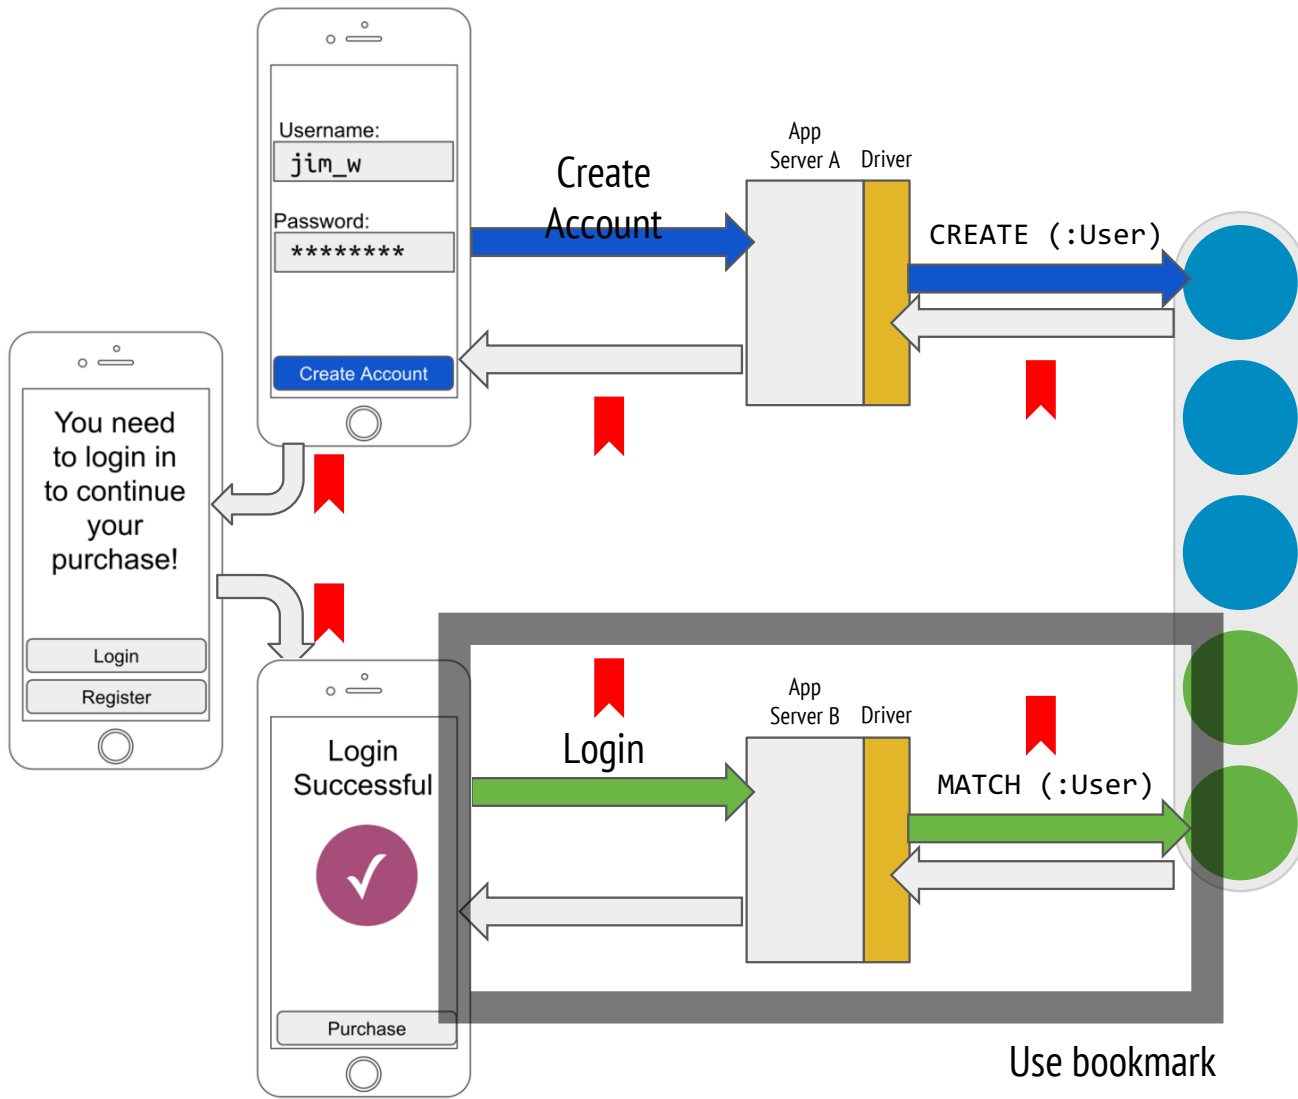 Username:
jim_w
Password:
********
Create Account
Create
Account
App
Server A
Driver
CREATE (:User)
You need
to login in
to continue
your
purchase!
Login
Register
Login
Successful
Purchase
Login
App
Server B
Driver
MATCH (:User)
Use bookmark